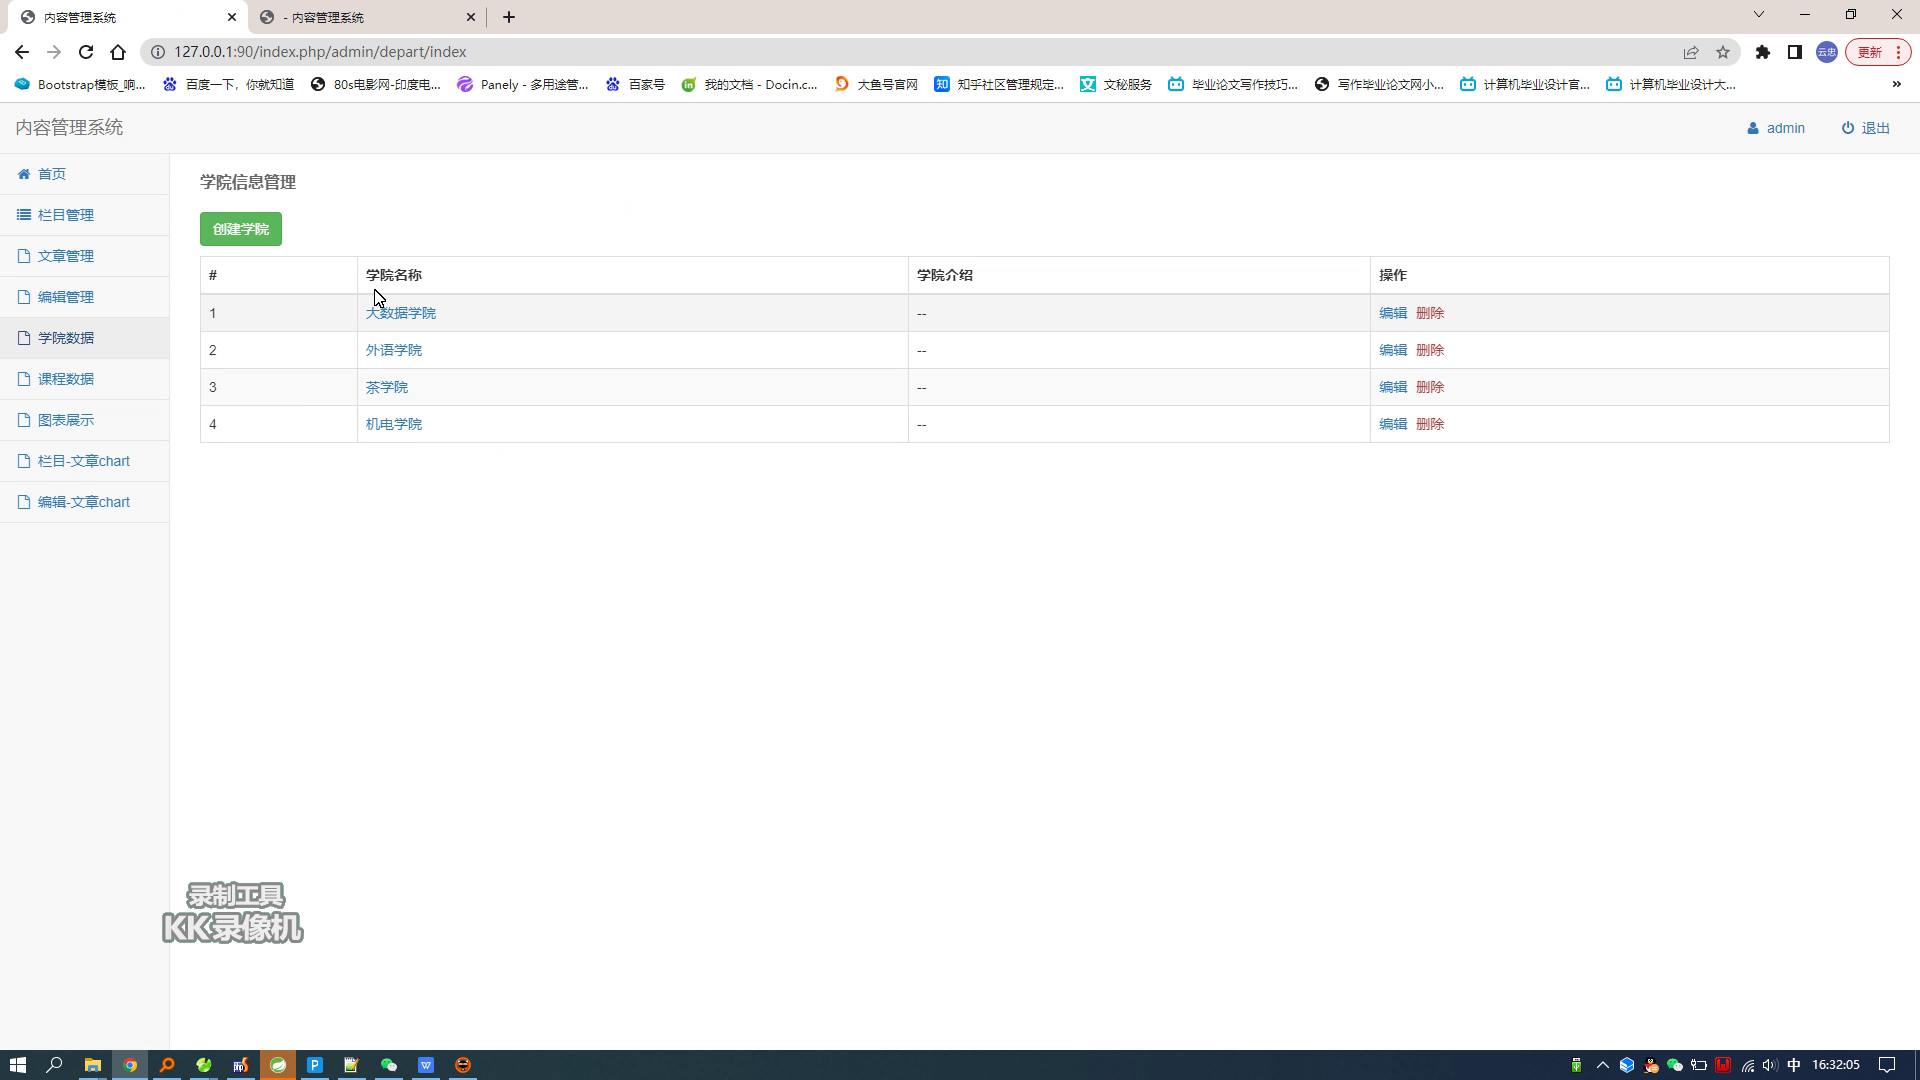 内容管理系统
- 内容管理系统
127.0.0.1:90/index.php/admin/depart/index
云忠
更新
Bootstrap模板_响...
百度一下，你就知道
80s电影网-印度电...
Panely - 多用途管...
百家号
我的文档 - Docin.c...
大鱼号官网
知乎社区管理规定...
文秘服务
毕业论文写作技巧...
写作毕业论文网小...
计算机毕业设计官...
计算机毕业设计大...
»
内容管理系统
admin
退出
首页
栏目管理
文章管理
编辑管理
学院数据
课程数据
图表展示
栏目-文章chart
编辑-文章chart
学院信息管理
创建学院
# 学院名称 学院介绍 操作
1 大数据学院 -- 编辑 删除
2 外语学院 -- 编辑 删除
3 茶学院 -- 编辑 删除
4 机电学院 -- 编辑 删除
录制工具
KK录像机
中
16:32:05